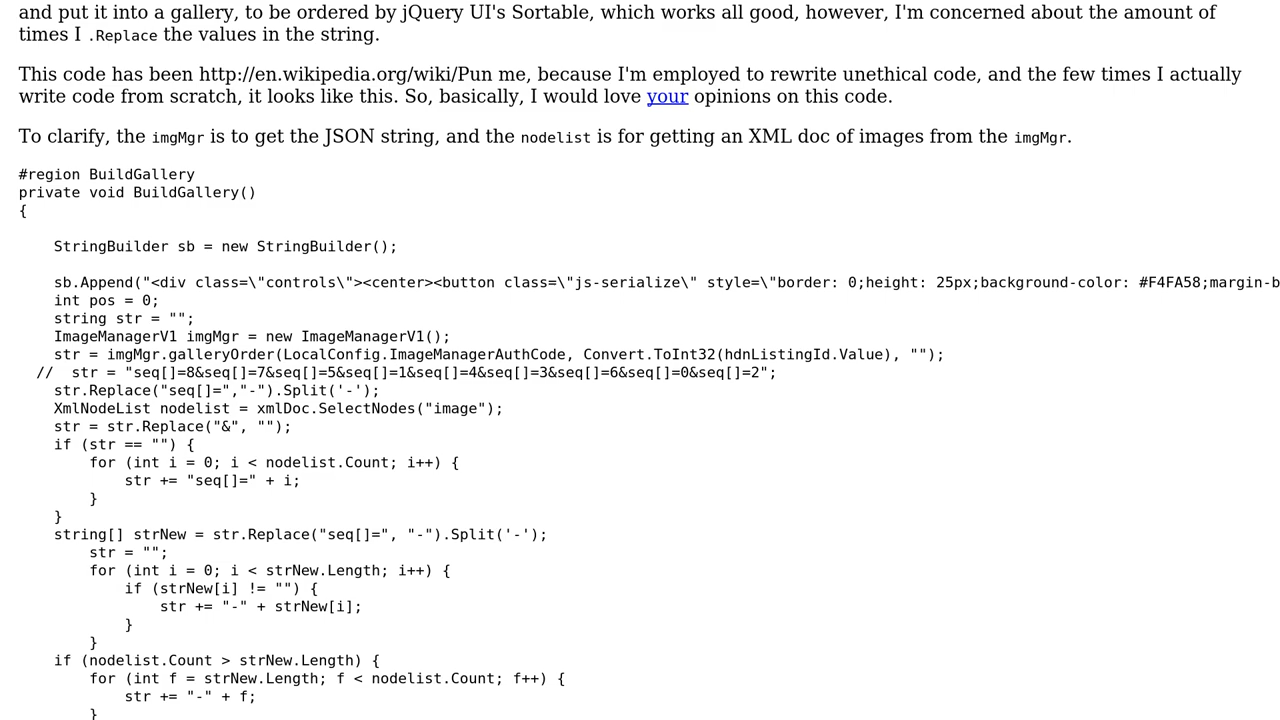 and put it into a gallery, to be ordered by jQuery UI's Sortable, which works all good, however, I'm concerned about the amount of
times I .Replace the values in the string.
This code has been http://en.wikipedia.org/wiki/Pun me, because I'm employed to rewrite unethical code, and the few times I actually
write code from scratch, it looks like this. So, basically, I would love your opinions on this code.
To clarify, the imgMgr is to get the JSON string, and the nodelist is for getting an XML doc of images from the imgMgr.
#region BuildGallery
private void BuildGallery()
{
    StringBuilder sb = new StringBuilder();
    sb.Append("<div class=\"controls\"><center><button class=\"js-serialize\" style=\"border: 0;height: 25px;background-color: #F4FA58;margin-b
    int pos = 0;
    string str = "";
    ImageManagerV1 imgMgr = new ImageManagerV1();
    str = imgMgr.galleryOrder(LocalConfig.ImageManagerAuthCode, Convert.ToInt32(hdnListingId.Value), "");
  //  str = "seq[]=8&seq[]=7&seq[]=5&seq[]=1&seq[]=4&seq[]=3&seq[]=6&seq[]=0&seq[]=2";
    str.Replace("seq[]=","-").Split('-');
    XmlNodeList nodelist = xmlDoc.SelectNodes("image");
    str = str.Replace("&", "");
    if (str == "") {
        for (int i = 0; i < nodelist.Count; i++) {
            str += "seq[]=" + i;
        }
    }
    string[] strNew = str.Replace("seq[]=", "-").Split('-');
        str = "";
        for (int i = 0; i < strNew.Length; i++) {
            if (strNew[i] != "") {
                str += "-" + strNew[i];
            }
        }
    if (nodelist.Count > strNew.Length) {
        for (int f = strNew.Length; f < nodelist.Count; f++) {
            str += "-" + f;
        }